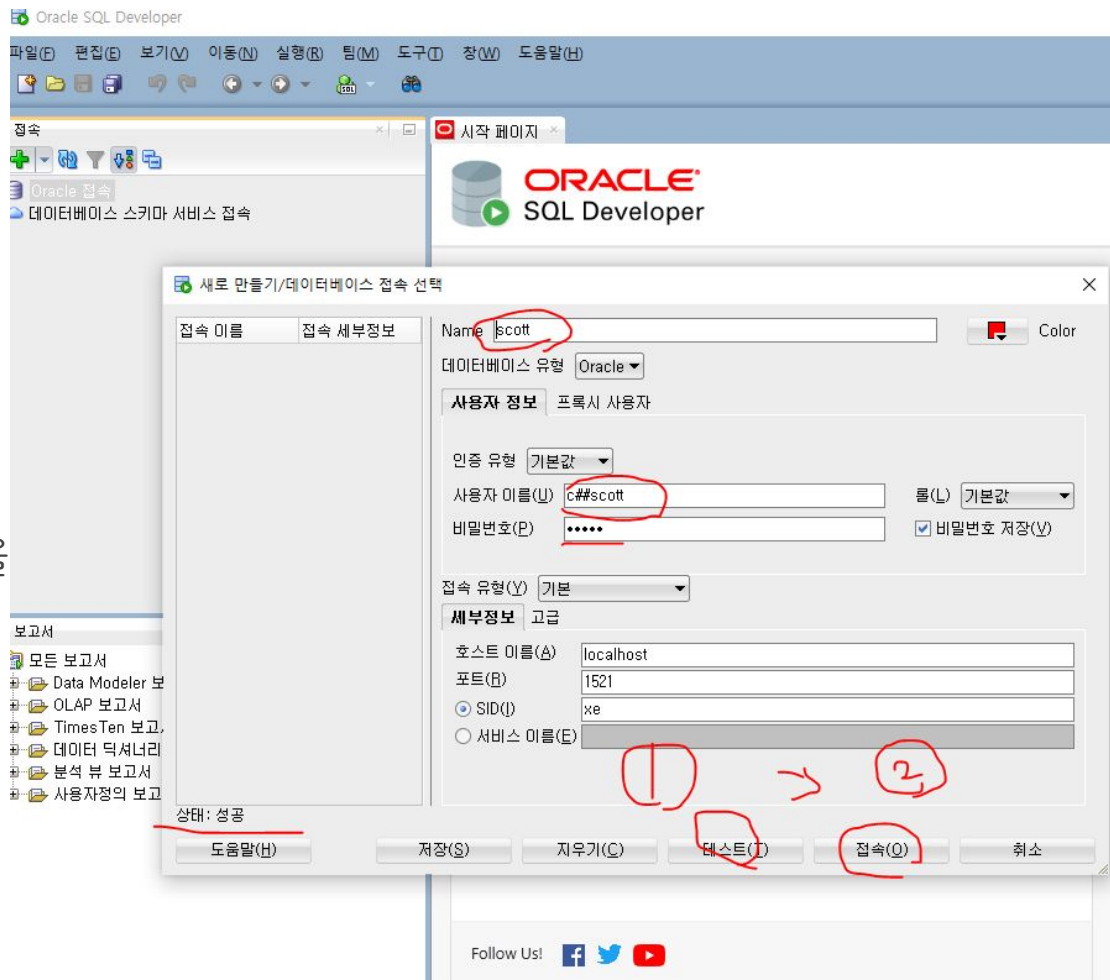 Oracle SQL Developer
파일(F) 편집(E) 보기(V) 이동(N) 실행(R) 팀(M) 도구(T) 창(W) 도움말(H)
접속
시작 페이지
Oracle 접속
데이터베이스 스키마 서비스 접속
ORACLE
SQL Developer
새로 만들기/데이터베이스 접속 선택
접속 이름 접속 세부정보
Name scott Color
데이터베이스 유형 Oracle
사용자 정보 프록시 사용자
인증 유형 기본값
사용자 이름(U) c##scott 롤(L) 기본값
비밀번호(P) ••••• 비밀번호 저장(V)
접속 유형(Y) 기본
세부정보 고급
호스트 이름(A) localhost
포트(R) 1521
SID(I) xe
서비스 이름(E)
1 → 2
보고서
모든 보고서
Data Modeler 보
OLAP 보고서
TimesTen 보고
데이터 딕셔너리
분석 뷰 보고서
사용자정의 보고
상태: 성공
도움말(H) 저장(S) 지우기(C) 테스트(T) 접속(O) 취소
Follow Us!